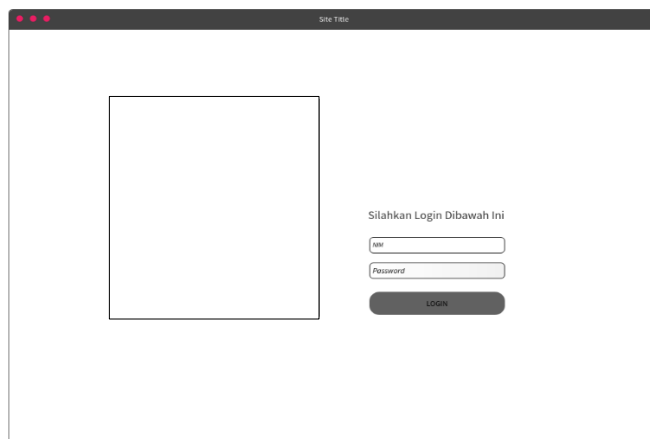 Site Title
Silahkan Login Dibawah Ini
NIM
Password
LOGIN